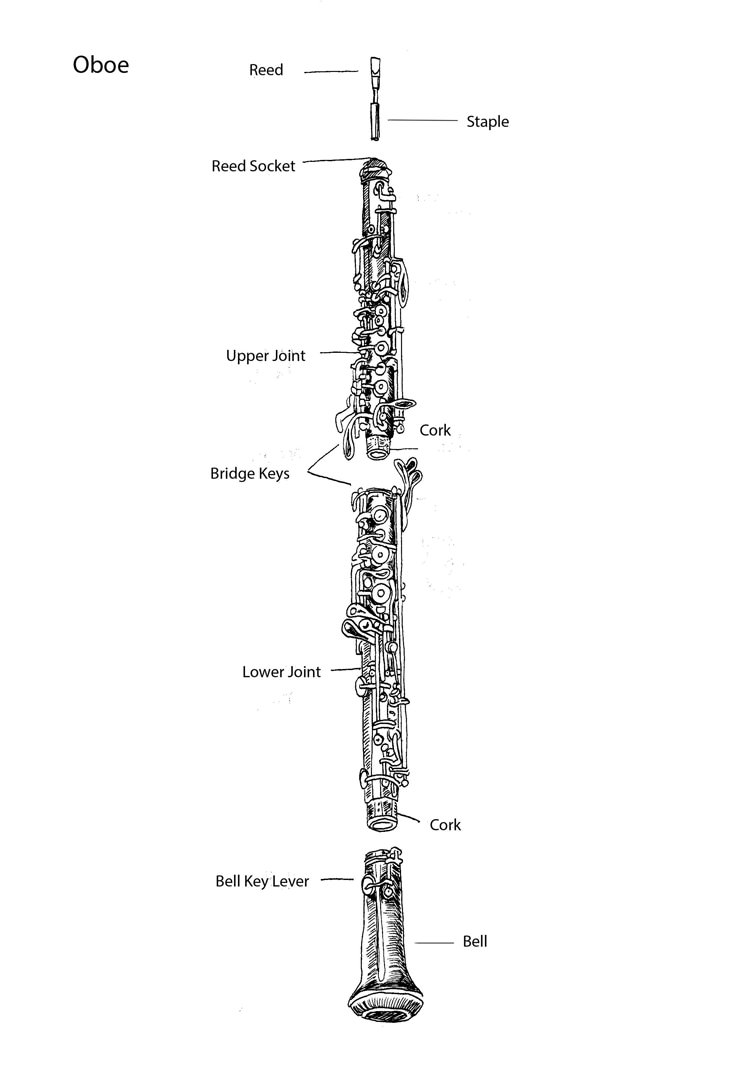 Oboe
Reed
Staple
Reed Socket
Upper Joint
Cork
Bridge Keys
Lower Joint
Cork
Bell Key Lever
Bell